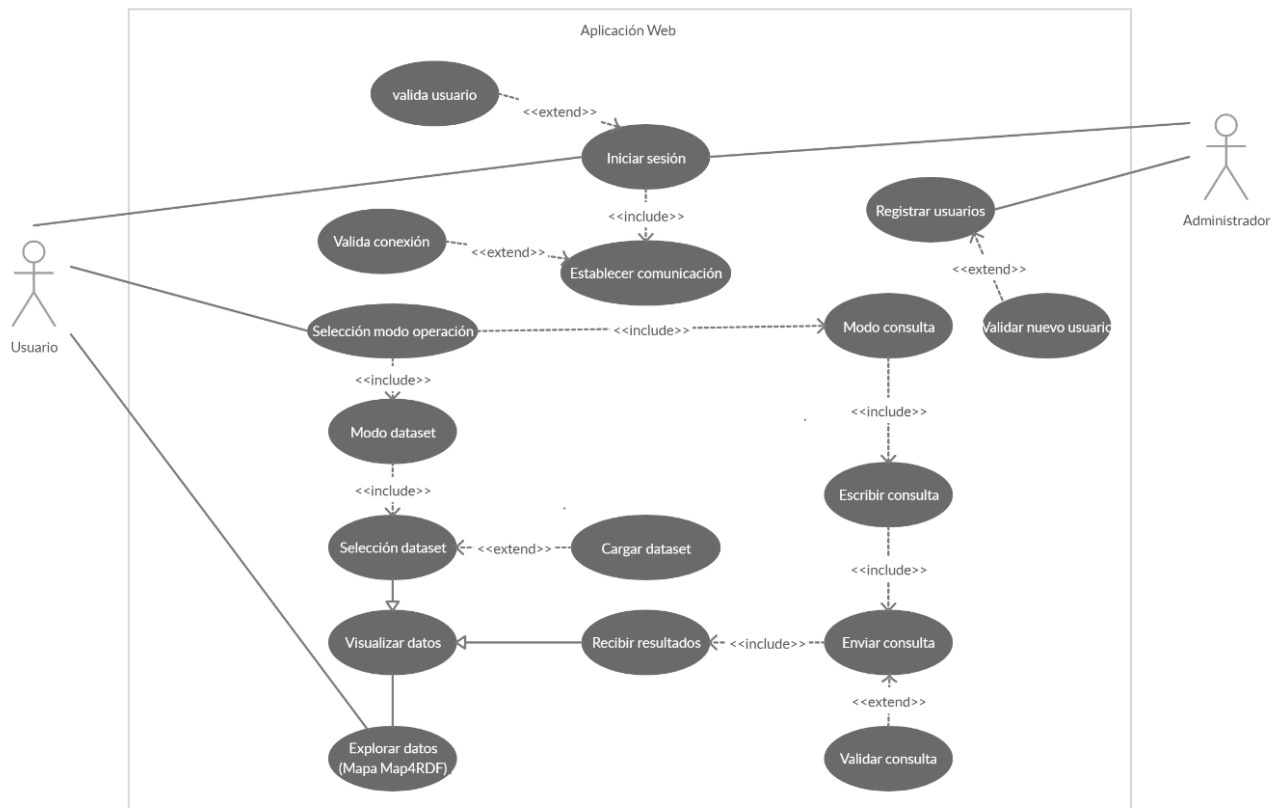 Aplicación Web
valida usuario
<<extend>>
Iniciar sesión
<<include>>
Registrar usuarios
Administrador
Valida conexión
<<extend>>
Establecer comunicación
<<extend>>
Usuario
Selección modo operación
<<include>>
Modo consulta
Validar nuevo usuario
<<include>>
Modo dataset
<<include>>
<<include>>
Escribir consulta
Selección dataset
<<extend>>
Cargar dataset
<<include>>
Visualizar datos
Recibir resultados
<<include>>
Enviar consulta
<<extend>>
Explorar datos
(Mapa Map4RDF)
Validar consulta